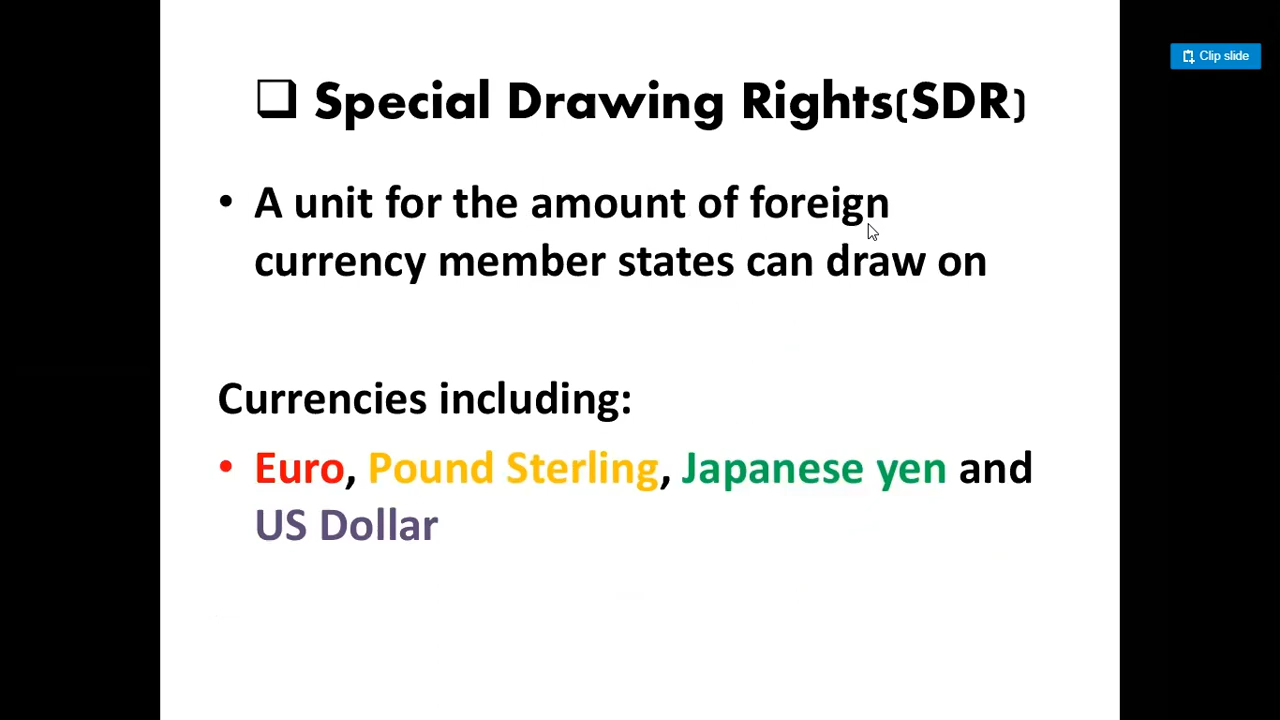 Clip slide
❑ Special Drawing Rights(SDR)
• A unit for the amount of foreign
currency member states can draw on
Currencies including:
• Euro, Pound Sterling, Japanese yen and
US Dollar